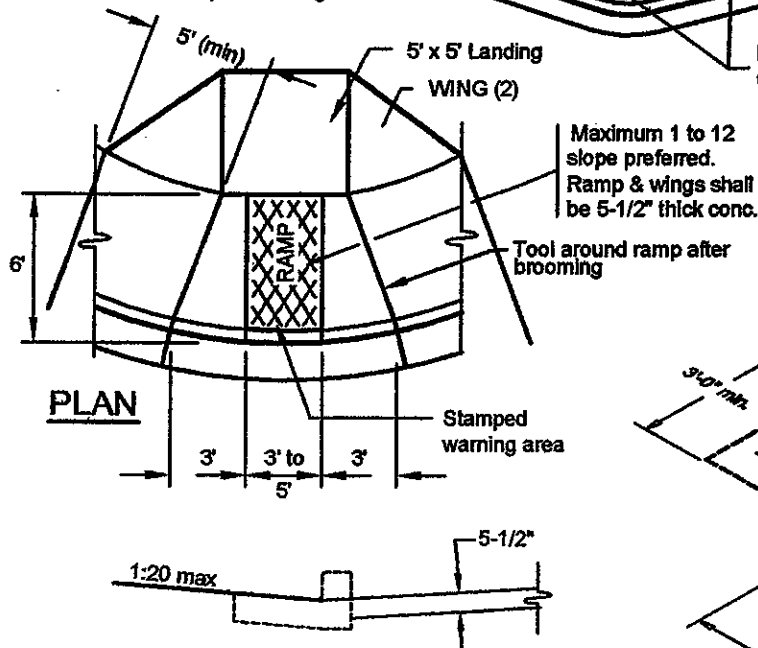 5' (min)
5' x 5' Landing
WING (2)
Maximum 1 to 12
slope preferred.
Ramp & wings shall
be 5-1/2" thick conc.
RAMP
6'
Tool around ramp after
brooming
3'-0" min.
PLAN
Stamped
warning area
3'
3' to
5'
3'
5-1/2"
1:20 max